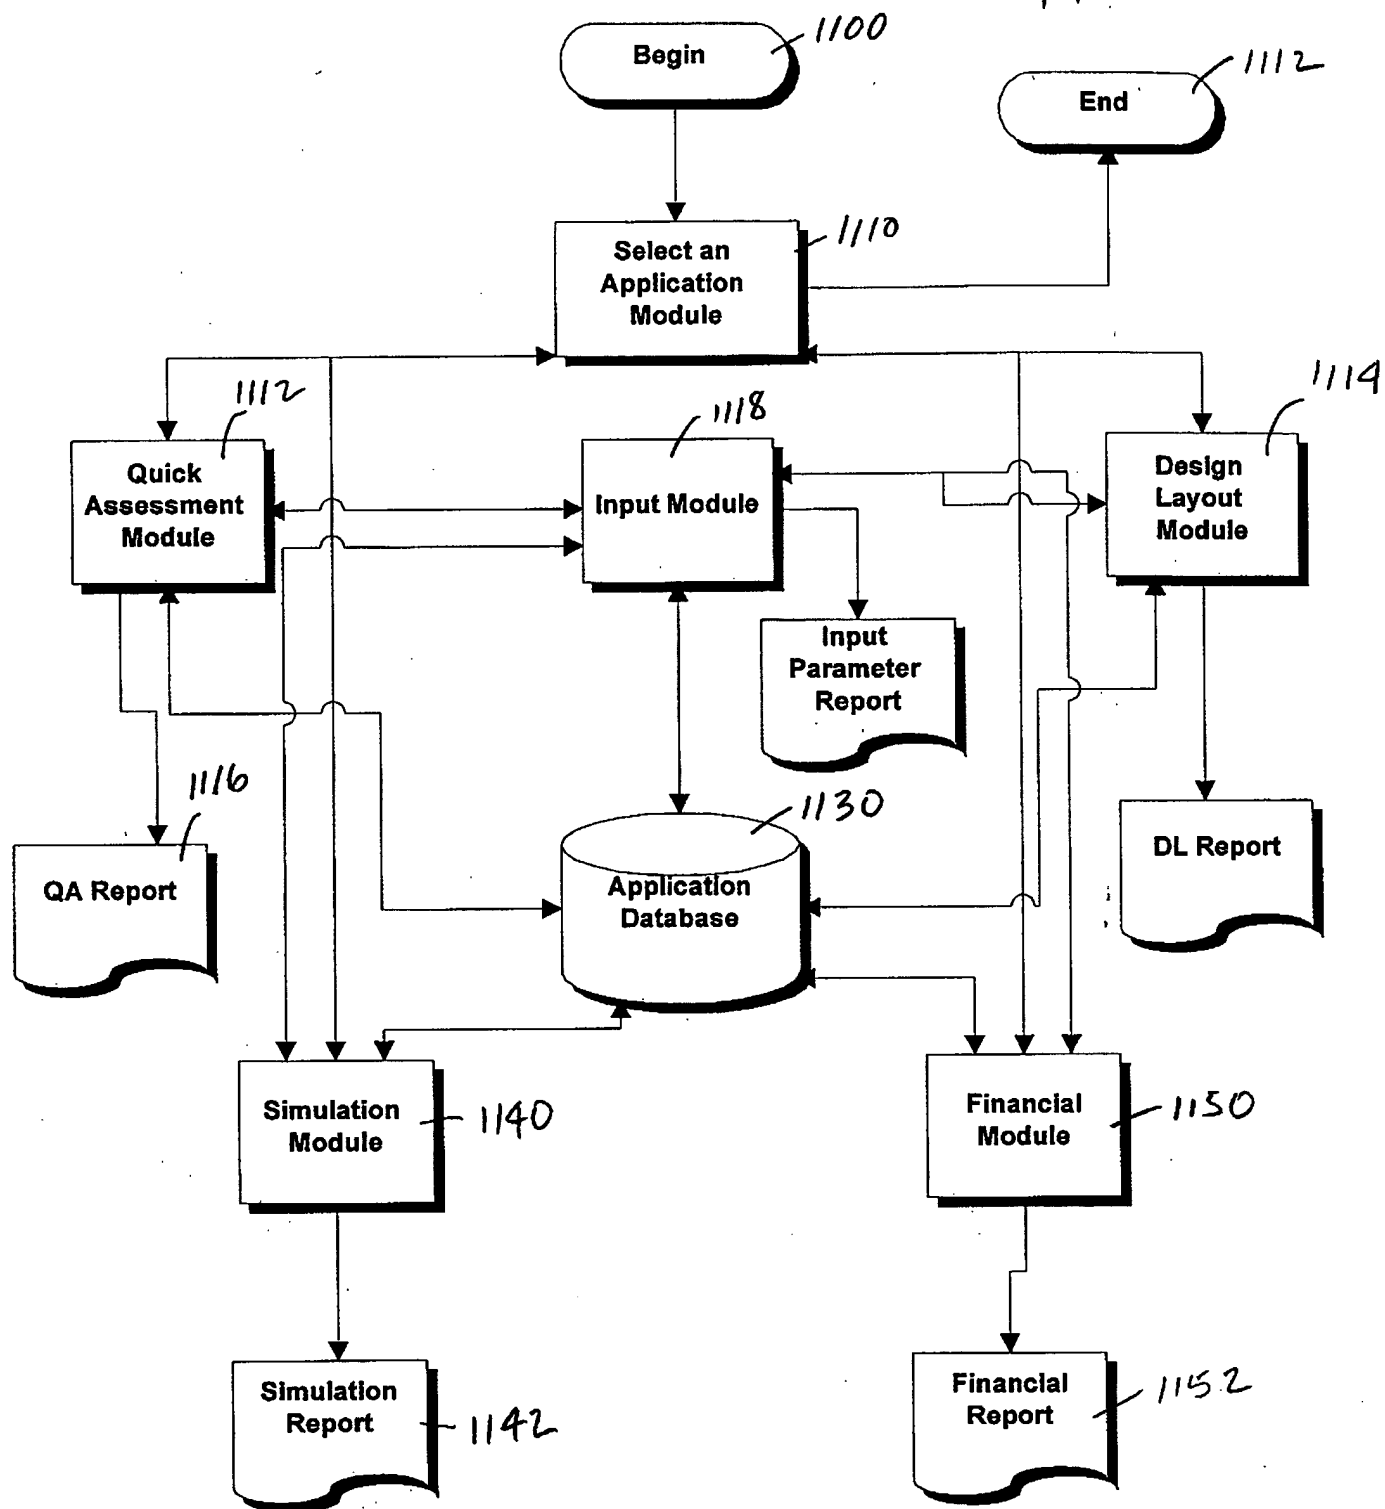 Begin
1100
End
1112
Select an
Application
Module
1110
Quick
Assessment
Module
1112
Input Module
1118
Design
Layout
Module
1114
Input
Parameter
Report
QA Report
1116
Application
Database
1130
DL Report
Simulation
Module
1140
Financial
Module
1150
Simulation
Report
1142
Financial
Report
1152